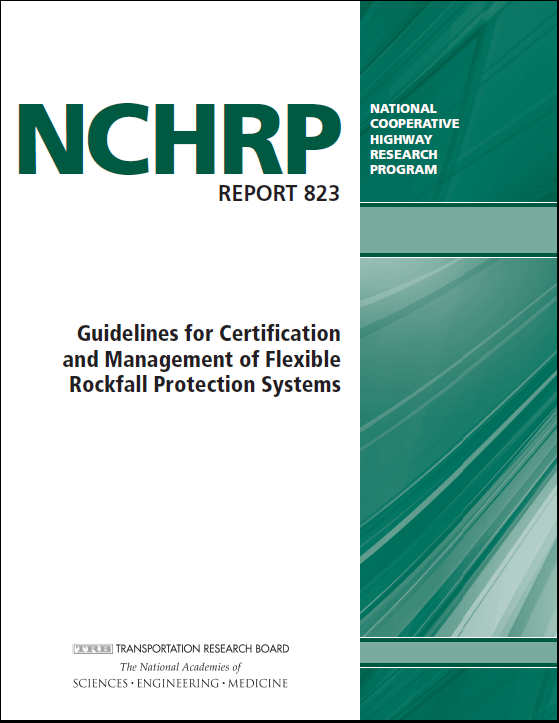 NCHRP
REPORT 823
NATIONAL
COOPERATIVE
HIGHWAY
RESEARCH
PROGRAM
Guidelines for Certification
and Management of Flexible
Rockfall Protection Systems
TRB TRANSPORTATION RESEARCH BOARD
The National Academies of
SCIENCES • ENGINEERING • MEDICINE